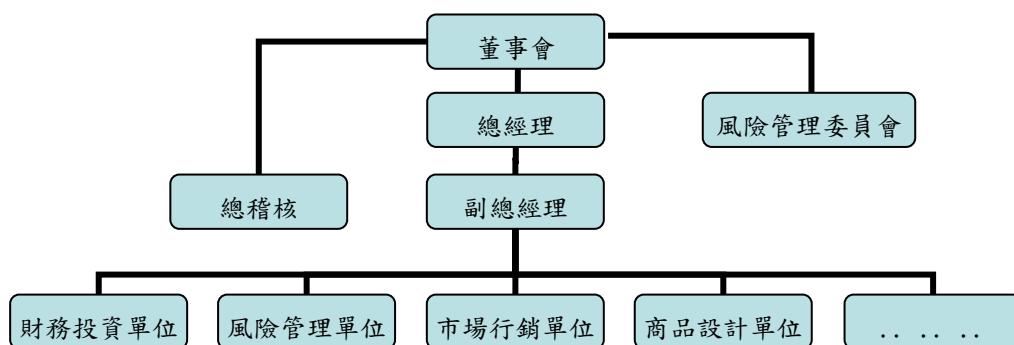 董事會
總經理
風險管理委員會
總稽核
副總經理
財務投資單位
風險管理單位
市場行銷單位
商品設計單位
.. .. ..